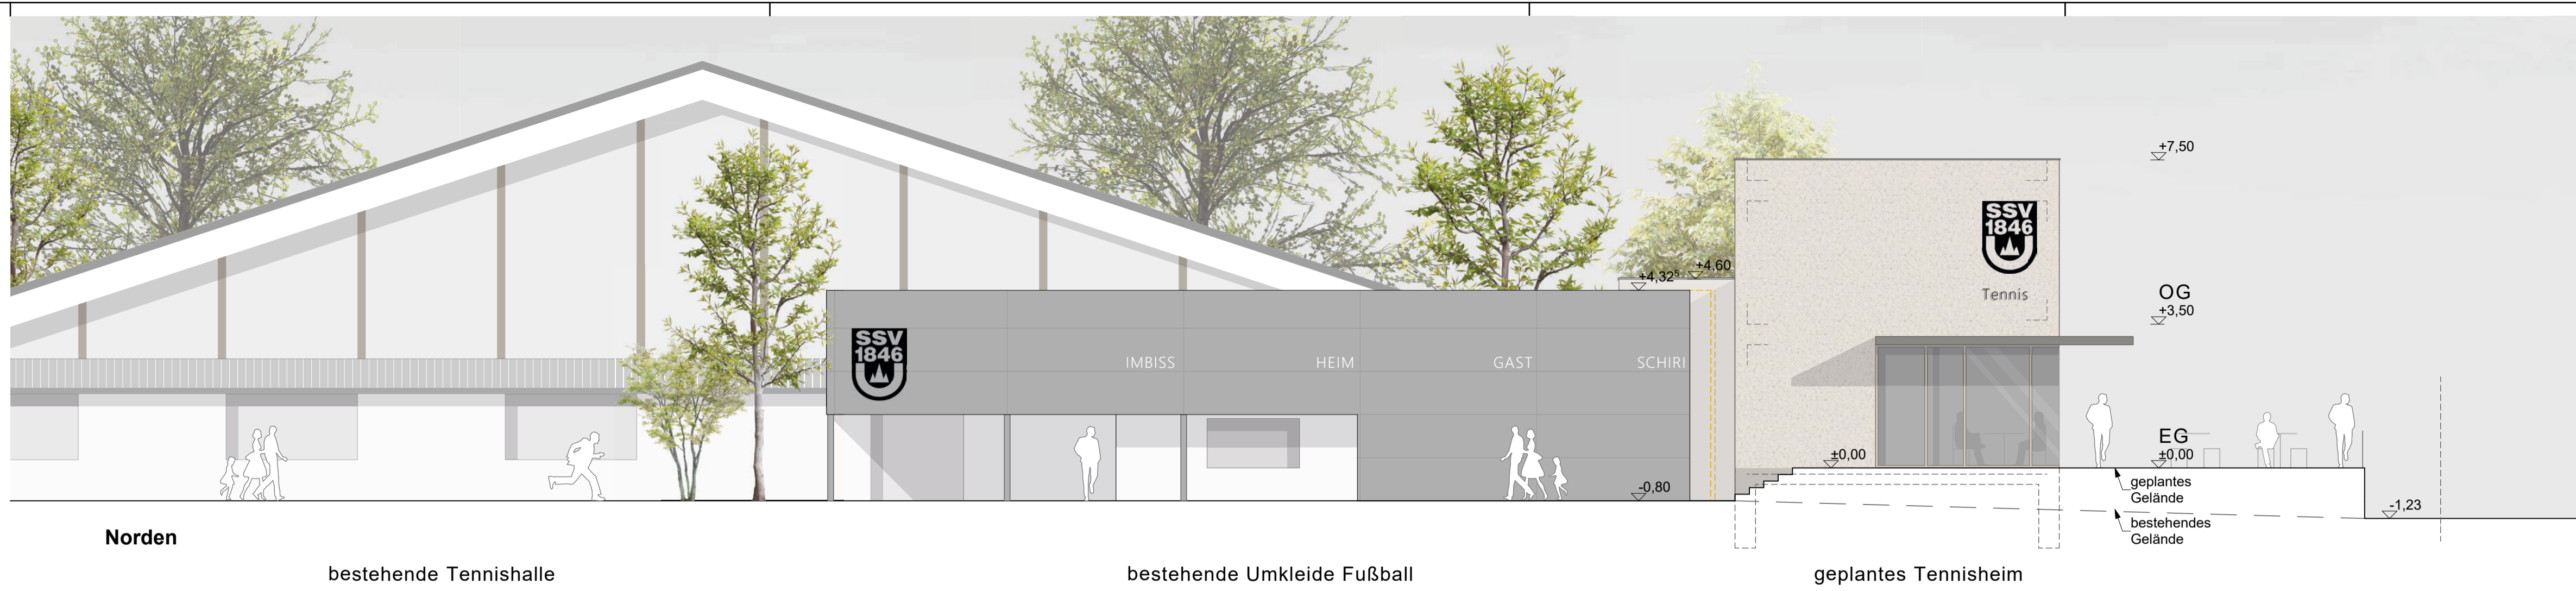 +7,50
SSV
1846
Tennis
+4,60
+4,32⁵
OG
+3,50
SSV
1846
IMBISS
HEIM
GAST
SCHIRI
EG
±0,00
±0,00
-0,80
geplantes
Gelände
-1,23
bestehendes
Gelände
Norden
bestehende Tennishalle
bestehende Umkleide Fußball
geplantes Tennisheim